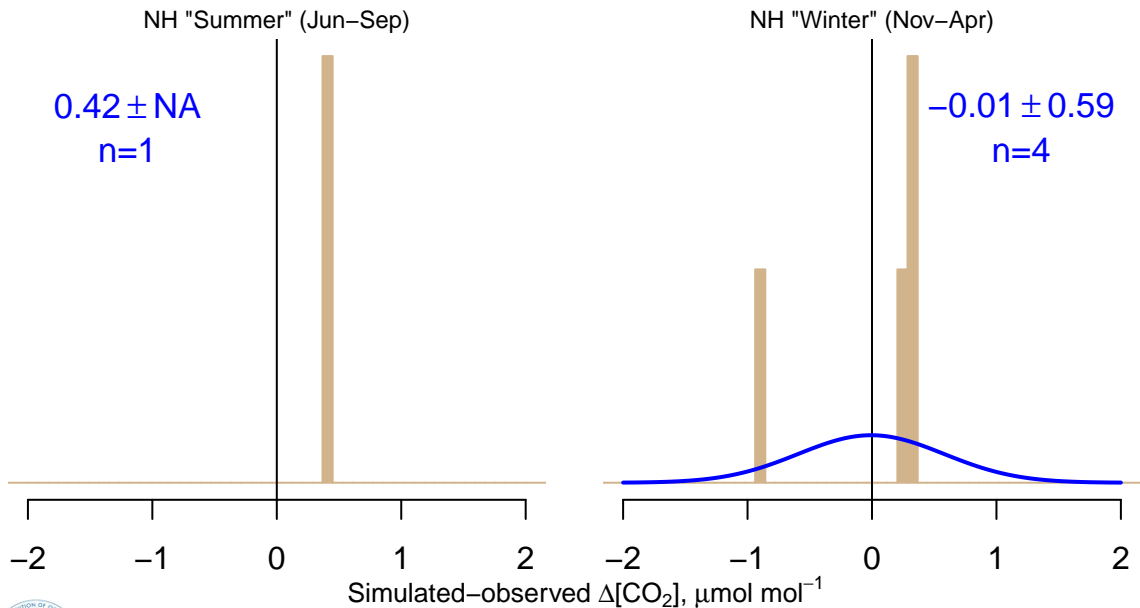 NH "Summer" (Jun−Sep)
0.42 ± NA
n=1
−2 −1 0 1 2
NH "Winter" (Nov−Apr)
−0.01 ± 0.59
n=4
−2 −1 0 1 2
Simulated−observed Δ[CO₂], μmol mol⁻¹